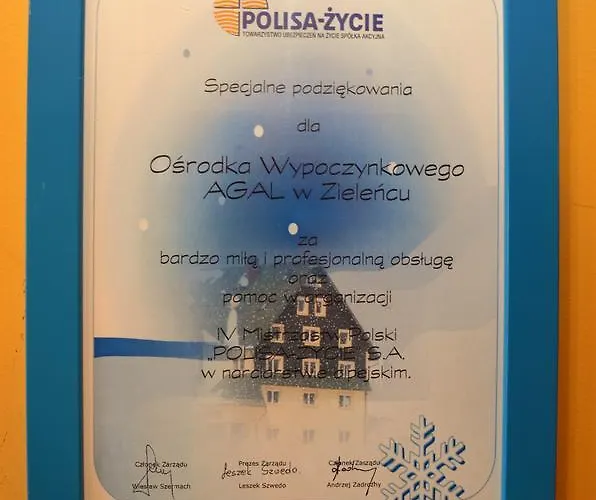 POLISA-ŻYCIE
TOWARZYSTWO UBEZPIECZEŃ NA ŻYCIE SPÓŁKA AKCYJNA
Specjalne podziękowania
dla
Ośrodka Wypoczynkowego
AGAL w Zieleńcu
za
bardzo miłą i profesjonalną obsługę
oraz
pomoc w organizacji
IV Mistrzostw Polski
„POLISA-ŻYCIE S.A.
w narciarstwie alpejskim.
Członek Zarządu Prezes Zarządu Członek Zarządu
Leszek Szwedo
Wiesław Szermach Leszek Szwedo Andrzej Zadrożny